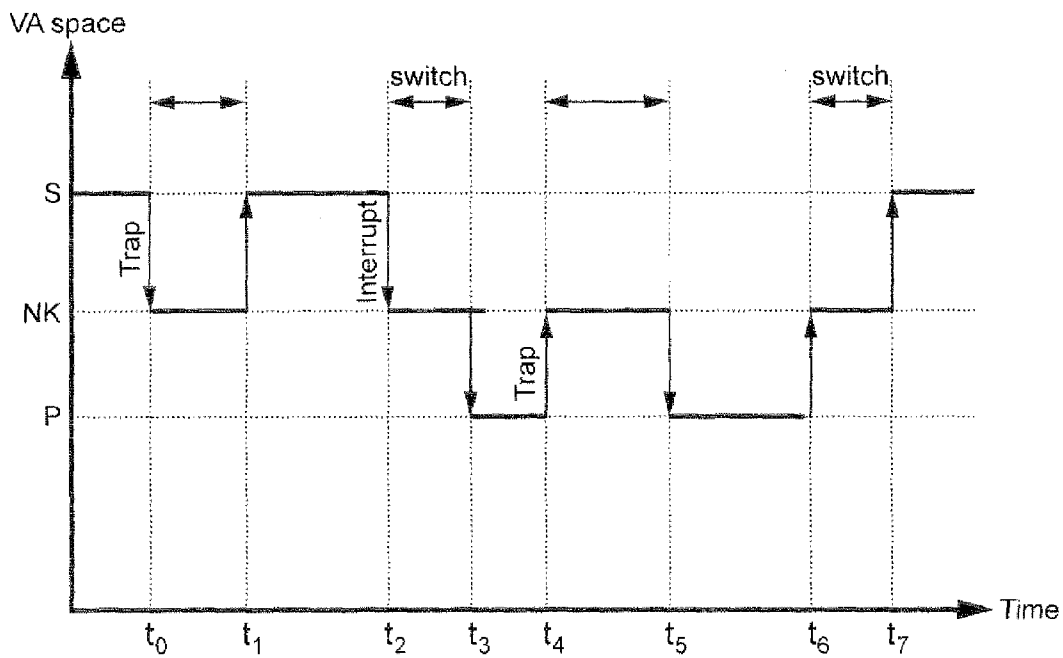 VA space
switch
switch
S
Trap
Interrupt
NK
Trap
P
Time
t0 t1 t2 t3 t4 t5 t6 t7